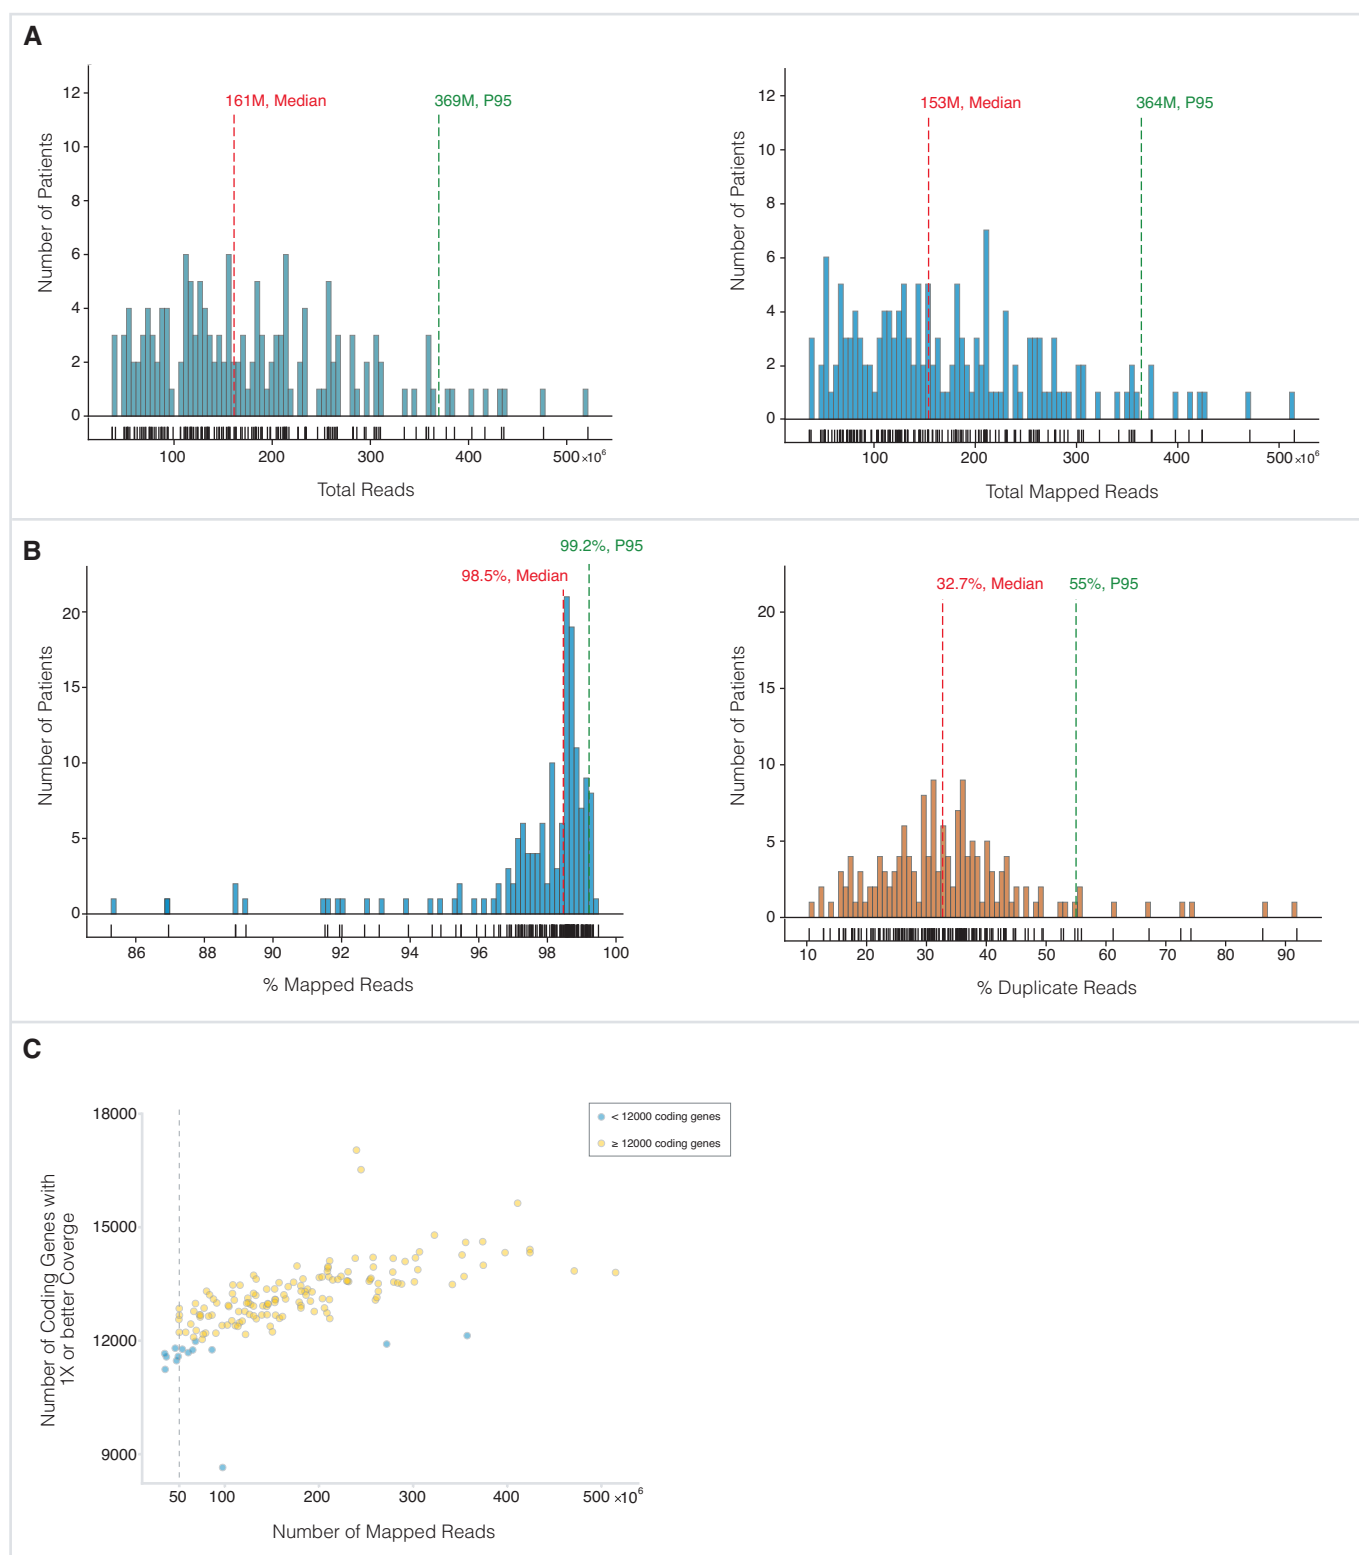 A
161M, Median
369M, P95
12
10
8
6
4
2
0
Number of Patients
100
200
300
400
500×10⁶
Total Reads
153M, Median
364M, P95
12
10
8
6
4
2
0
Number of Patients
100
200
300
400
500×10⁶
Total Mapped Reads
B
99.2%, P95
98.5%, Median
20
15
10
5
0
Number of Patients
86
88
90
92
94
96
98
100
% Mapped Reads
32.7%, Median
55%, P95
20
15
10
5
0
Number of Patients
10
20
30
40
50
60
70
80
90
% Duplicate Reads
C
< 12000 coding genes
≥ 12000 coding genes
18000
15000
12000
9000
Number of Coding Genes with
1X or better Coverge
50
100
200
300
400
500 ×10⁶
Number of Mapped Reads